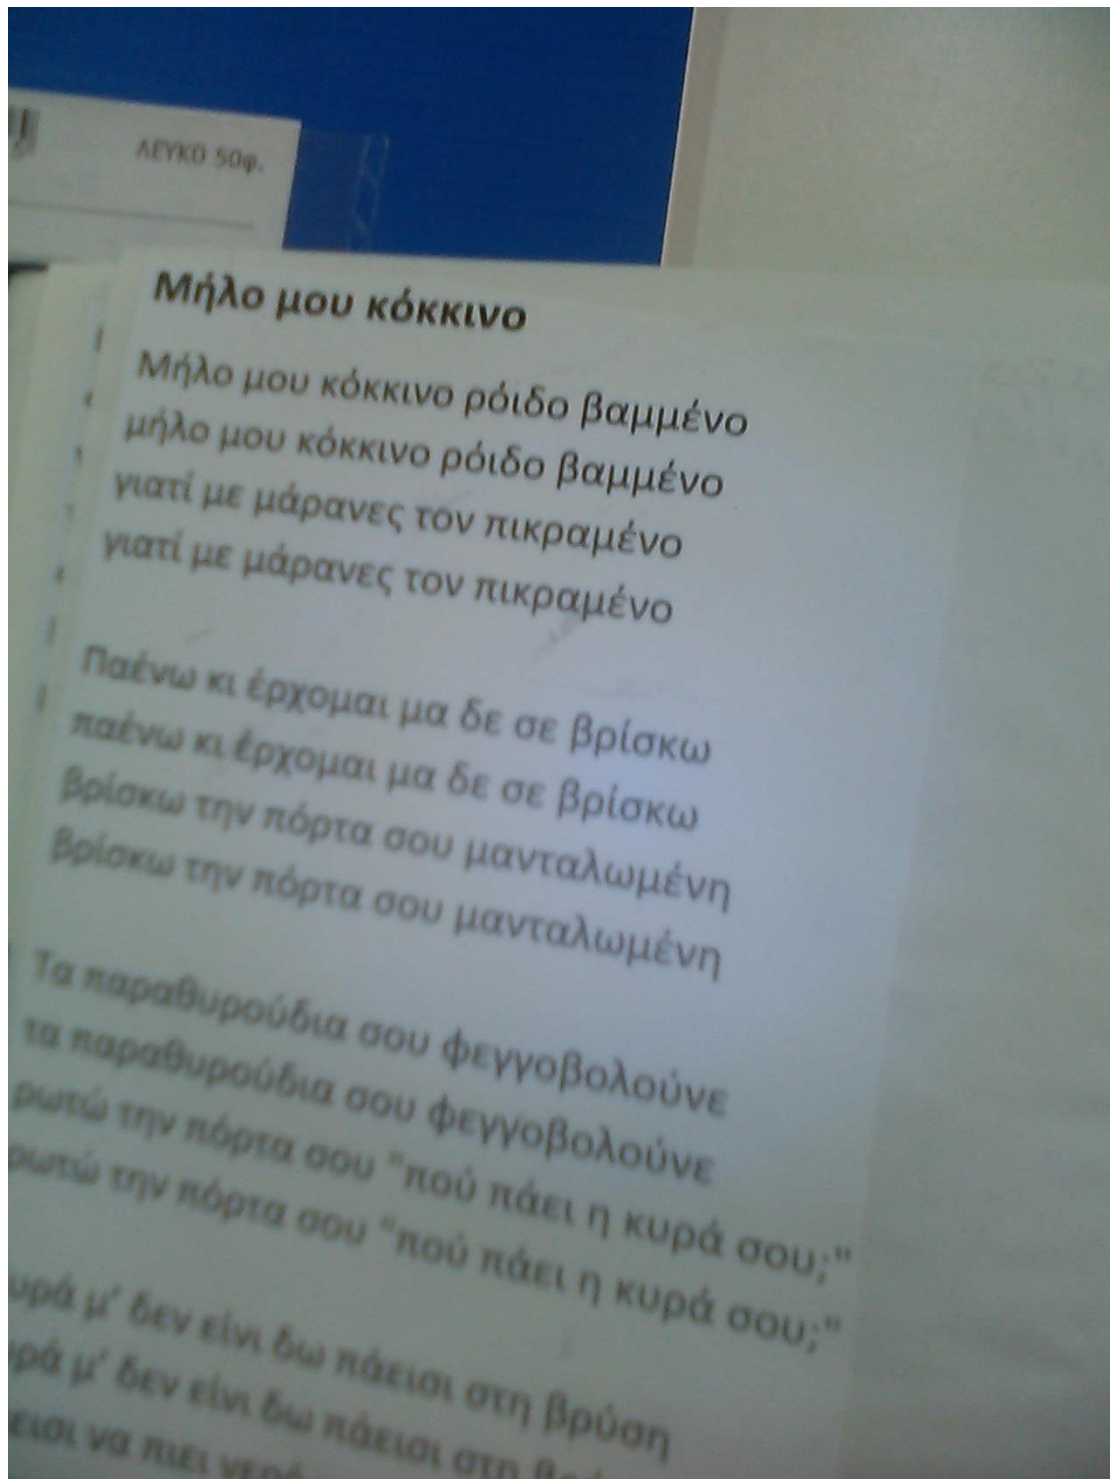 ΛΕΥΚΟ 50φ.
Μήλο μου κόκκινο
Μήλο μου κόκκινο ρόιδο βαμμένο
μήλο μου κόκκινο ρόιδο βαμμένο
γιατί με μάρανες τον πικραμένο
γιατί με μάρανες τον πικραμένο
Παένω κι έρχομαι μα δε σε βρίσκω
παένω κι έρχομαι μα δε σε βρίσκω
βρίσκω την πόρτα σου μανταλωμένη
βρίσκω την πόρτα σου μανταλωμένη
Τα παραθυρούδια σου φεγγοβολούνε
τα παραθυρούδια σου φεγγοβολούνε
ρωτώ την πόρτα σου "πού πάει η κυρά σου;"
ρωτώ την πόρτα σου "πού πάει η κυρά σου;"
μ' δεν είνι δω πάεισι στη βρύση
μ' δεν είνι δω πάεισι στη
να πιει